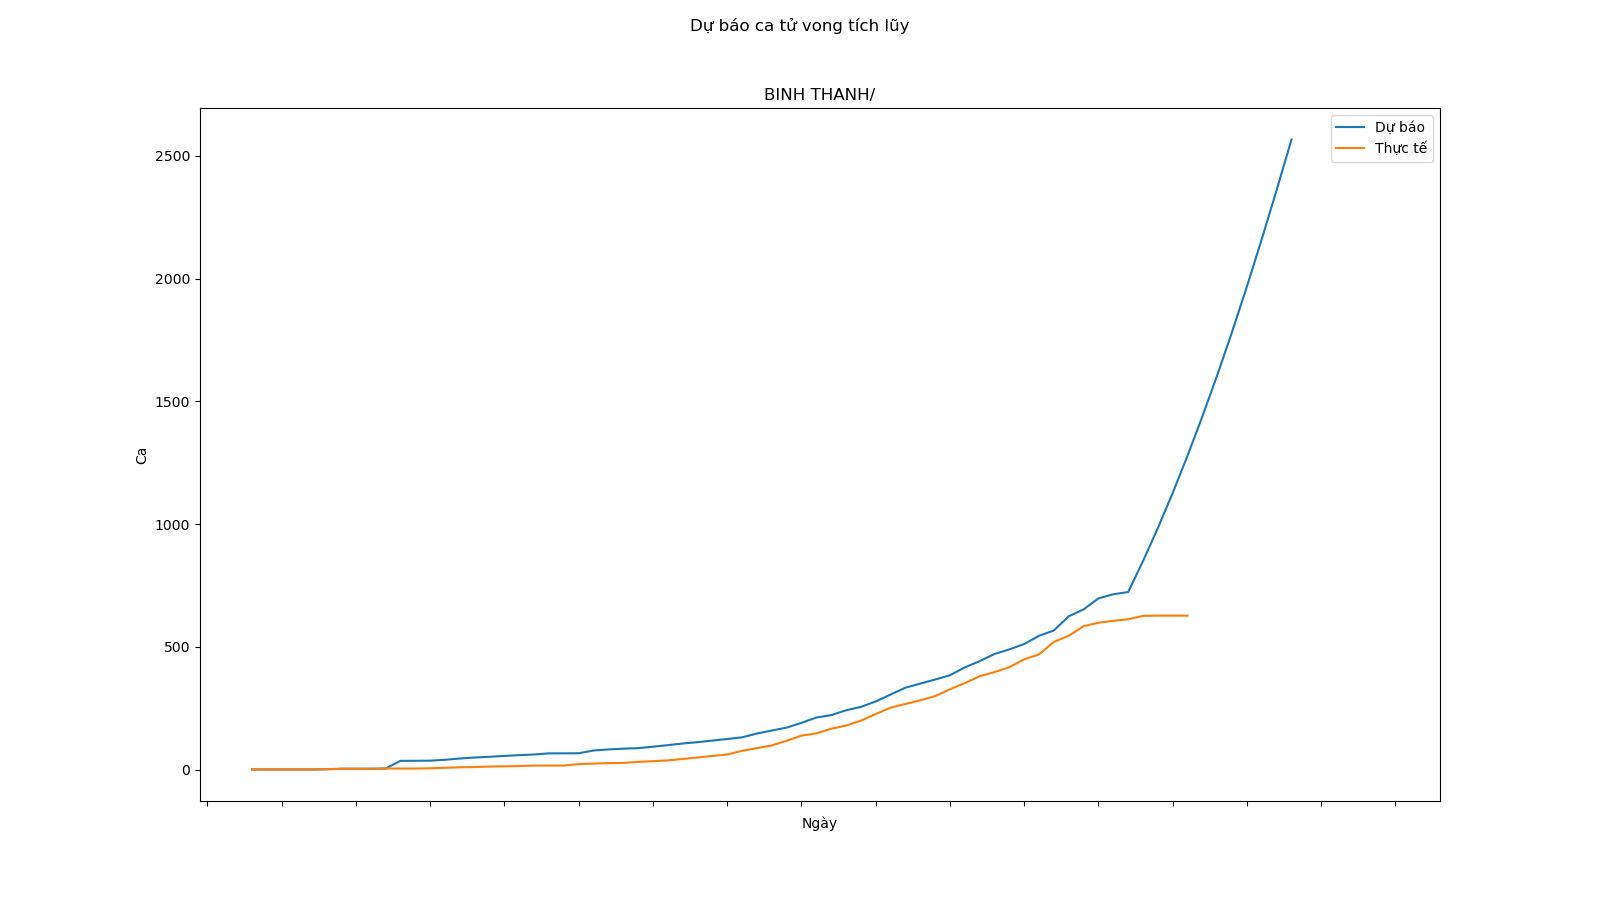 Dự báo ca tử vong tích lũy
BINH THANH/
Dự báo
Thực tế
2500
2000
1500
1000
500
0
Ca
Ngày